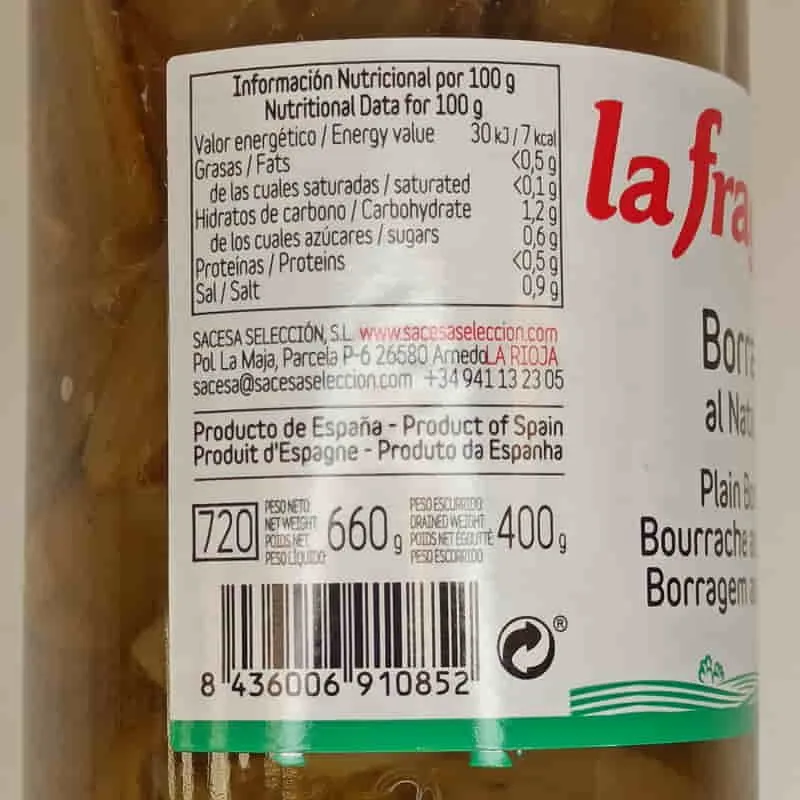 Información Nutricional por 100 g
Nutritional Data for 100 g
Valor energético / Energy value 30 kJ / 7 kcal
Grasas / Fats <0,5 g
de las cuales saturadas / saturated <0,1 g
Hidratos de carbono / Carbohydrate 1,2 g
de los cuales azúcares / sugars 0,6 g
Proteínas / Proteins <0,5 g
Sal / Salt 0,9 g
SACESA SELECCIÓN, S.L. www.sacesaseleccion.com
Pol. La Maja, Parcela P-6 26580 Arnedo LA RIOJA
sacesa@sacesaseleccion.com +34 941 13 23 05
Producto de España - Product of Spain
Produit d'Espagne - Produto da Espanha
720
PESO NETO
NET WEIGHT
POIDS NET
PESO LÍQUIDO
660 g
PESO ESCURRIDO
DRAINED WEIGHT
POIDS NET ÉGOUTTÉ
PESO ESCORRIDO
400 g
8 436006 910852
®
la
al
Plain
Bourrache
Borragem